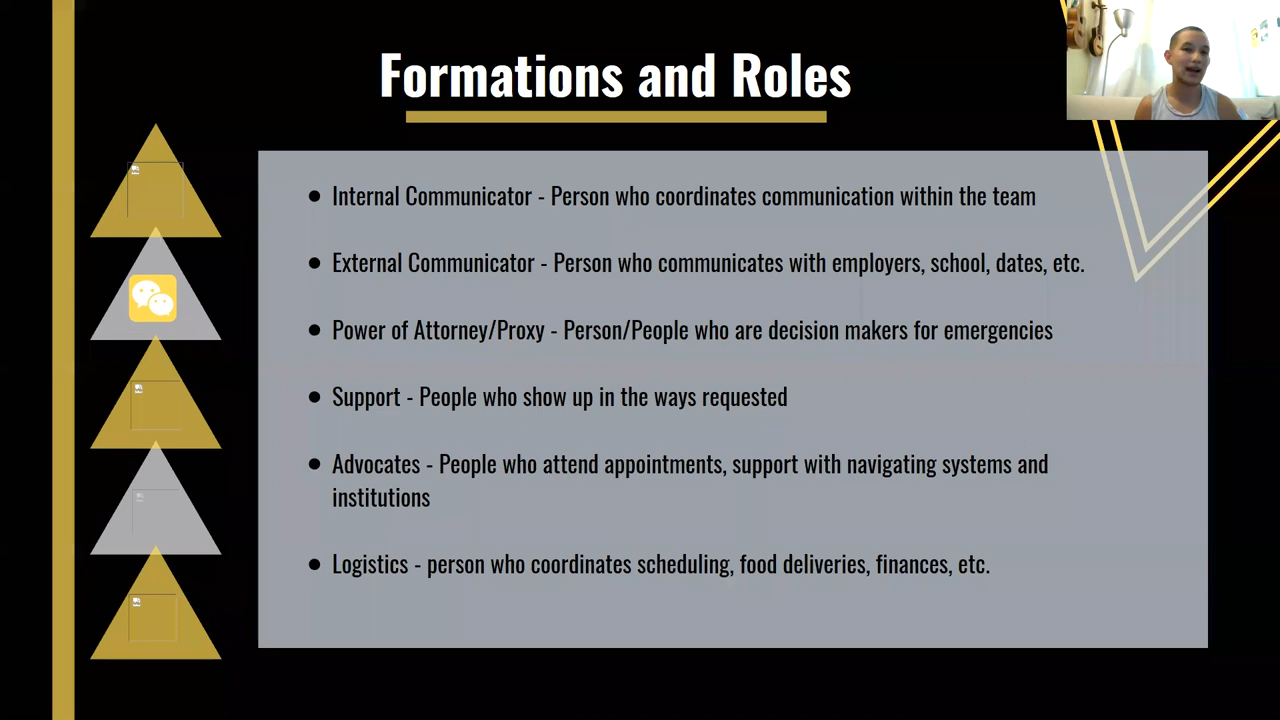 Formations and Roles
● Internal Communicator - Person who coordinates communication within the team
● External Communicator - Person who communicates with employers, school, dates, etc.
● Power of Attorney/Proxy - Person/People who are decision makers for emergencies
● Support - People who show up in the ways requested
● Advocates - People who attend appointments, support with navigating systems and
institutions
● Logistics - person who coordinates scheduling, food deliveries, finances, etc.